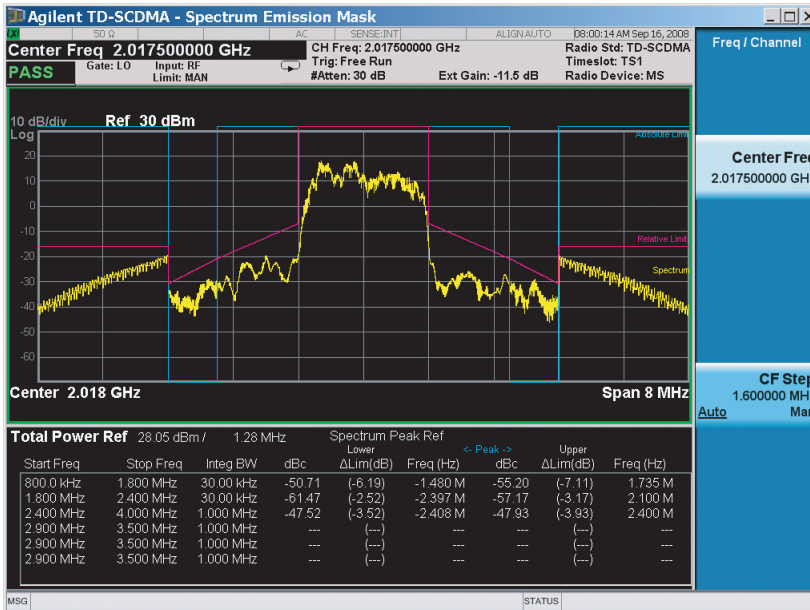 Agilent TD-SCDMA - Spectrum Emission Mask
LXI 50 Ω AC SENSE:INT ALIGN AUTO 08:00:14 AM Sep 16, 2008
Center Freq 2.017500000 GHz
CH Freq: 2.017500000 GHz
Radio Std: TD-SCDMA
PASS
Gate: LO
Input: RF
Trig: Free Run
Timeslot: TS1
Limit: MAN
#Atten: 30 dB
Ext Gain: -11.5 dB
Radio Device: MS
10 dB/div Ref 30 dBm
Log
Absolute Limit
20
10
0
-10
Relative Limit
-20
Spectrum
-30
-40
-50
-60
Center 2.018 GHz Span 8 MHz
Total Power Ref 28.05 dBm / 1.28 MHz Spectrum Peak Ref
Lower <- Peak -> Upper
Start Freq Stop Freq Integ BW dBc ΔLim(dB) Freq (Hz) dBc ΔLim(dB) Freq (Hz)
800.0 kHz 1.800 MHz 30.00 kHz -50.71 (-6.19) -1.480 M -55.20 (-7.11) 1.735 M
1.800 MHz 2.400 MHz 30.00 kHz -61.47 (-2.52) -2.397 M -57.17 (-3.17) 2.100 M
2.400 MHz 4.000 MHz 1.000 MHz -47.52 (-3.52) -2.408 M -47.93 (-3.93) 2.400 M
2.900 MHz 3.500 MHz 1.000 MHz --- (---) --- (---)
2.900 MHz 3.500 MHz 1.000 MHz --- (---) --- (---)
2.900 MHz 3.500 MHz 1.000 MHz --- (---) --- (---)
MSG STATUS
Freq / Channel
Center Freq
2.017500000 GH
CF Step
1.600000 MH
Auto Man